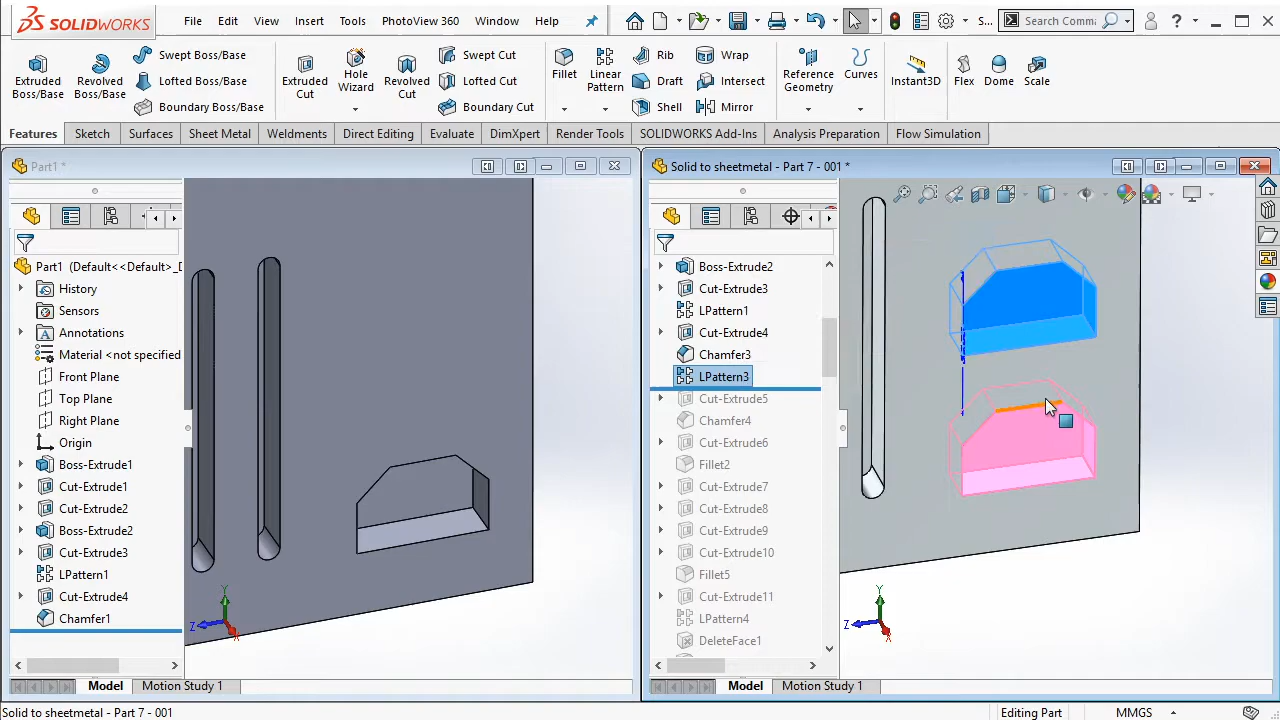 SOLIDWORKS
File Edit View Insert Tools PhotoView 360 Window Help
S... Search Comma
Extruded Boss/Base
Revolved Boss/Base
Swept Boss/Base
Lofted Boss/Base
Boundary Boss/Base
Extruded Cut
Hole Wizard
Revolved Cut
Swept Cut
Lofted Cut
Boundary Cut
Fillet
Linear Pattern
Rib
Draft
Shell
Wrap
Intersect
Mirror
Reference Geometry
Curves
Instant3D
Flex
Dome
Scale
Features Sketch Surfaces Sheet Metal Weldments Direct Editing Evaluate DimXpert Render Tools SOLIDWORKS Add-Ins Analysis Preparation Flow Simulation
Part1 *
Part1 (Default<<Default>_D
History
Sensors
Annotations
Material <not specified
Front Plane
Top Plane
Right Plane
Origin
Boss-Extrude1
Cut-Extrude1
Cut-Extrude2
Boss-Extrude2
Cut-Extrude3
LPattern1
Cut-Extrude4
Chamfer1
Y
Z
X
Model Motion Study 1
Solid to sheetmetal - Part 7 - 001 *
Boss-Extrude2
Cut-Extrude3
LPattern1
Cut-Extrude4
Chamfer3
LPattern3
Cut-Extrude5
Chamfer4
Cut-Extrude6
Fillet2
Cut-Extrude7
Cut-Extrude8
Cut-Extrude9
Cut-Extrude10
Fillet5
Cut-Extrude11
LPattern4
DeleteFace1
Y
Z
X
Model Motion Study 1
Solid to sheetmetal - Part 7 - 001
Editing Part
MMGS